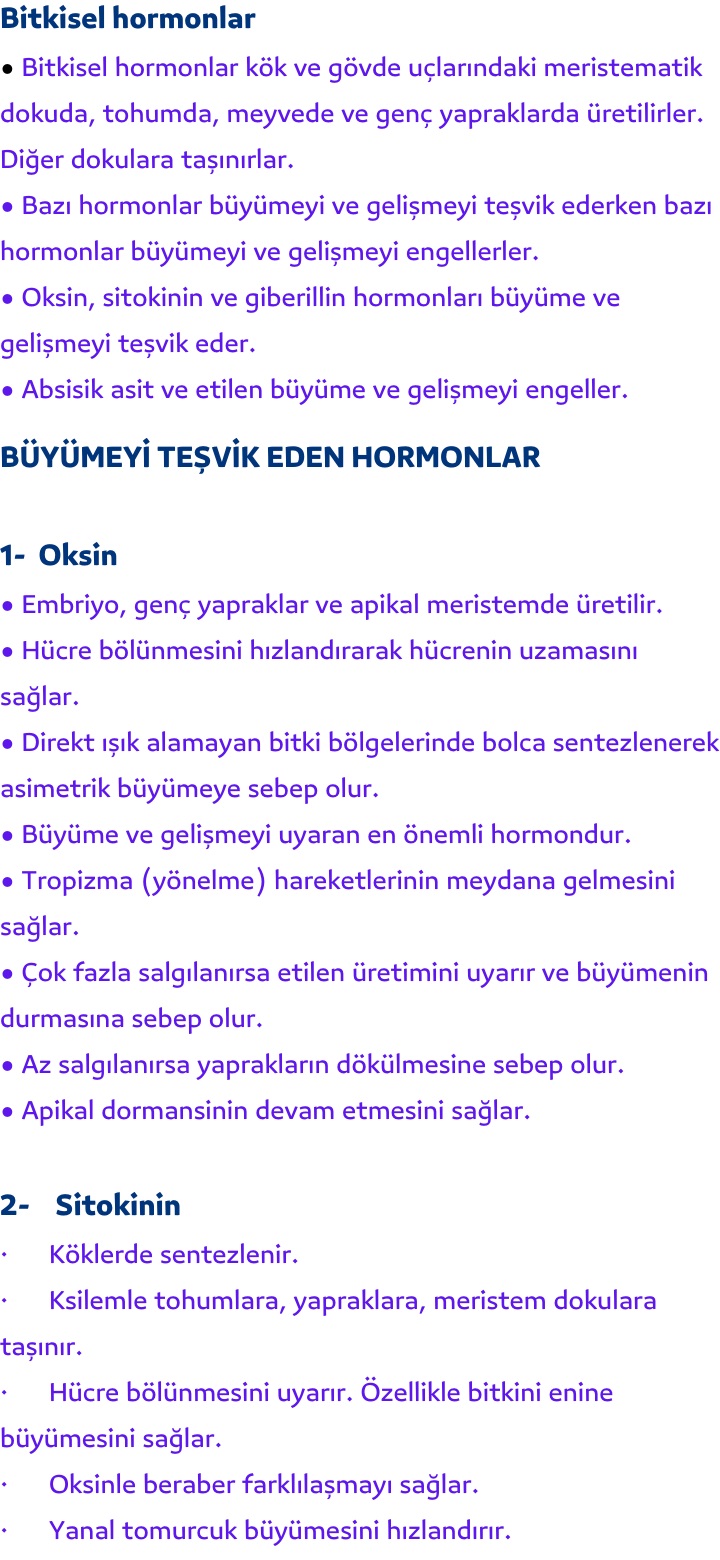 Bitkisel hormonlar
● Bitkisel hormonlar kök ve gövde uçlarındaki meristematik
dokuda, tohumda, meyvede ve genç yapraklarda üretilirler.
Diğer dokulara taşınırlar.
● Bazı hormonlar büyümeyi ve gelişmeyi teşvik ederken bazı
hormonlar büyümeyi ve gelişmeyi engellerler.
● Oksin, sitokinin ve giberillin hormonları büyüme ve
gelişmeyi teşvik eder.
● Absisik asit ve etilen büyüme ve gelişmeyi engeller.
BÜYÜMEYİ TEŞVİK EDEN HORMONLAR
1- Oksin
● Embriyo, genç yapraklar ve apikal meristemde üretilir.
● Hücre bölünmesini hızlandırarak hücrenin uzamasını
sağlar.
● Direkt ışık alamayan bitki bölgelerinde bolca sentezlenerek
asimetrik büyümeye sebep olur.
● Büyüme ve gelişmeyi uyaran en önemli hormondur.
● Tropizma (yönelme) hareketlerinin meydana gelmesini
sağlar.
● Çok fazla salgılanırsa etilen üretimini uyarır ve büyümenin
durmasına sebep olur.
● Az salgılanırsa yaprakların dökülmesine sebep olur.
● Apikal dormansinin devam etmesini sağlar.
2- Sitokinin
· Köklerde sentezlenir.
· Ksilemle tohumlara, yapraklara, meristem dokulara
taşınır.
· Hücre bölünmesini uyarır. Özellikle bitkini enine
büyümesini sağlar.
· Oksinle beraber farklılaşmayı sağlar.
· Yanal tomurcuk büyümesini hızlandırır.